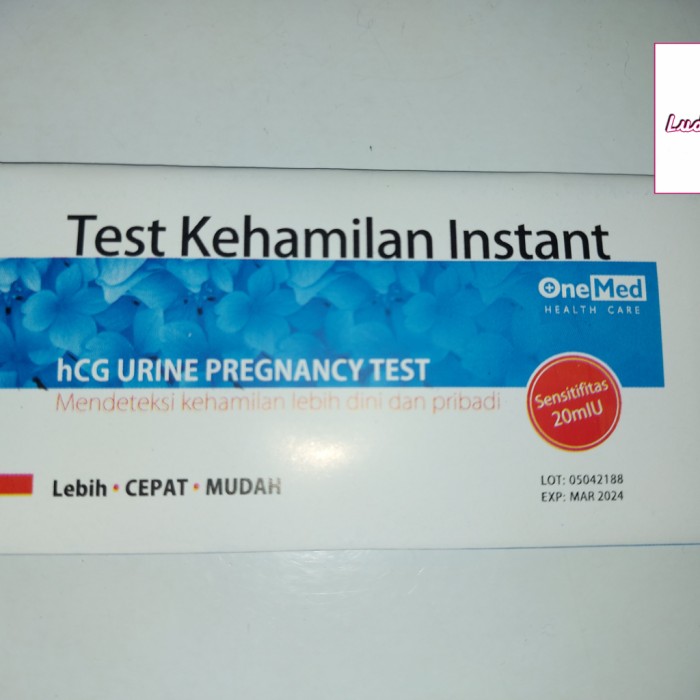 Test Kehamilan Instant
OneMed
HEALTH CARE
hCG URINE PREGNANCY TEST
Mendeteksi kehamilan lebih dini dan pribadi
Sensitifitas
20mIU
Lebih • CEPAT • MUDAH
LOT: 05042188
EXP: MAR 2024